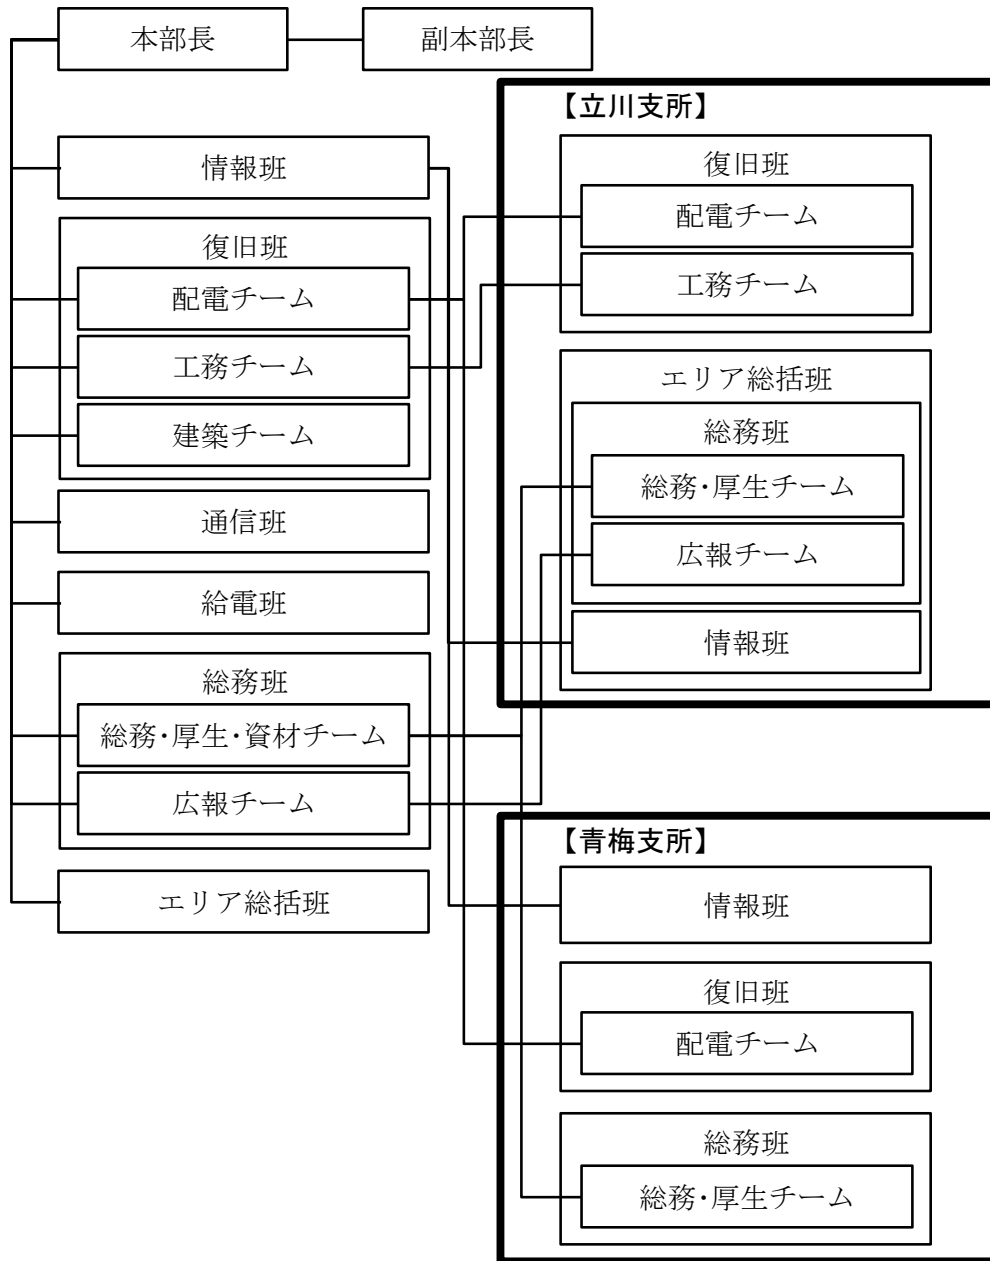 本部長
副本部長
情報班
復旧班
配電チーム
工務チーム
建築チーム
通信班
給電班
総務班
総務・厚生・資材チーム
広報チーム
エリア総括班
【立川支所】
復旧班
配電チーム
工務チーム
エリア総括班
総務班
総務・厚生チーム
広報チーム
情報班
【青梅支所】
情報班
復旧班
配電チーム
総務班
総務・厚生チーム